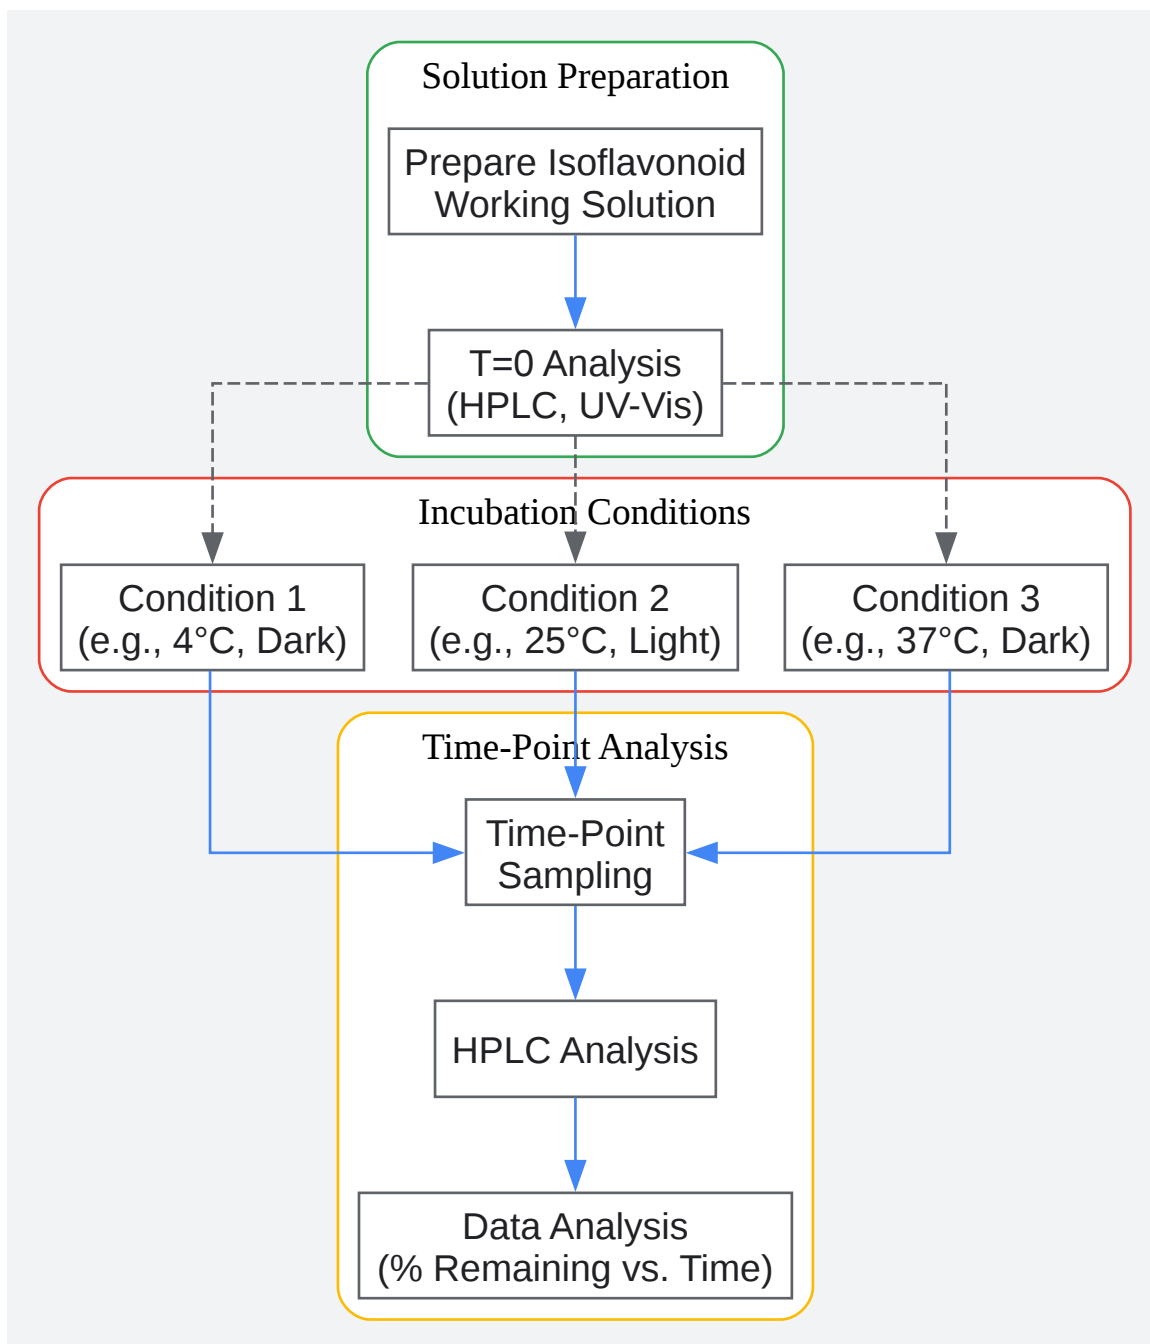 Solution Preparation
Prepare Isoflavonoid
Working Solution
T=0 Analysis
(HPLC, UV-Vis)
Incubation Conditions
Condition 1
(e.g., 4°C, Dark)
Condition 2
(e.g., 25°C, Light)
Condition 3
(e.g., 37°C, Dark)
Time-Point Analysis
Time-Point
Sampling
HPLC Analysis
Data Analysis
(% Remaining vs. Time)